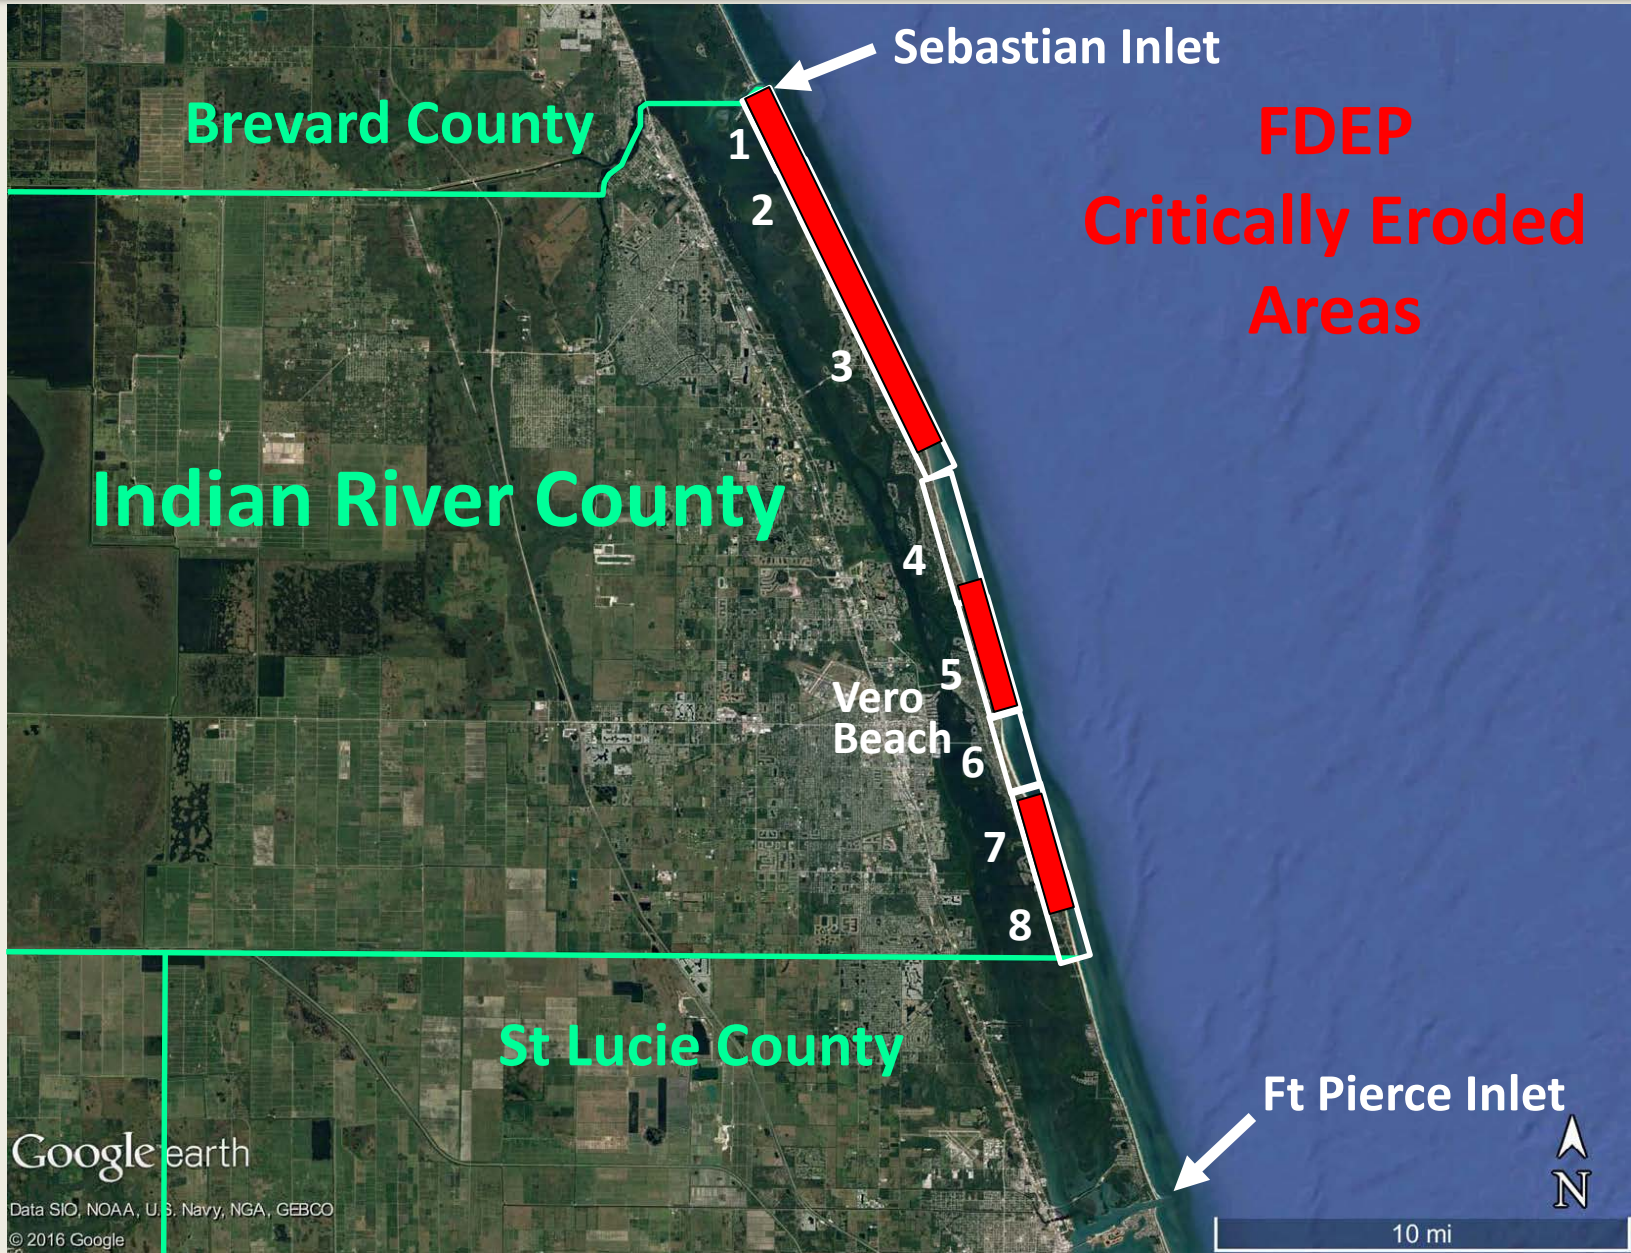 Sebastian Inlet
Brevard County
FDEP
Critically Eroded
Areas
1
2
3
Indian River County
4
5
Vero
Beach
6
7
8
St Lucie County
Ft Pierce Inlet
N
Google earth
Data SIO, NOAA, U.S. Navy, NGA, GEBCO
© 2016 Google
10 mi